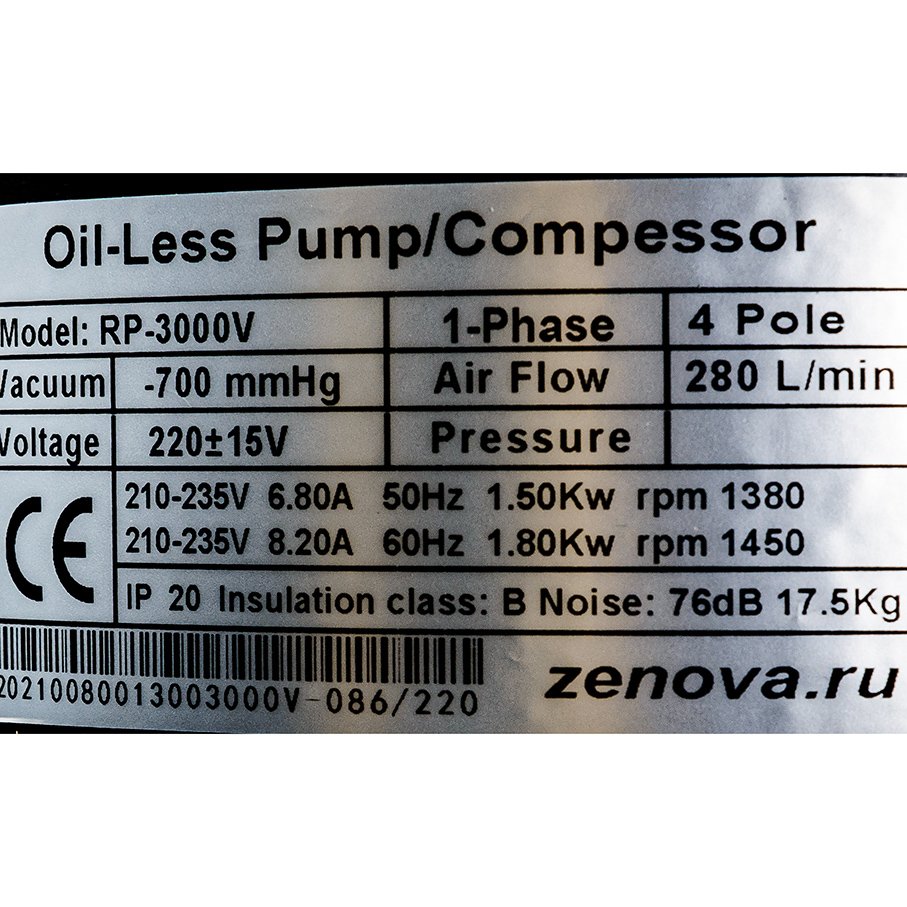 Oil-Less Pump/Compessor
Model: RP-3000V 1-Phase 4 Pole
Vacuum -700 mmHg Air Flow 280 L/min
Voltage 220±15V Pressure
210-235V 6.80A 50Hz 1.50Kw rpm 1380
210-235V 8.20A 60Hz 1.80Kw rpm 1450
CE
IP 20 Insulation class: B Noise: 76dB 17.5Kg
20210080013003000V-086/220
zenova.ru